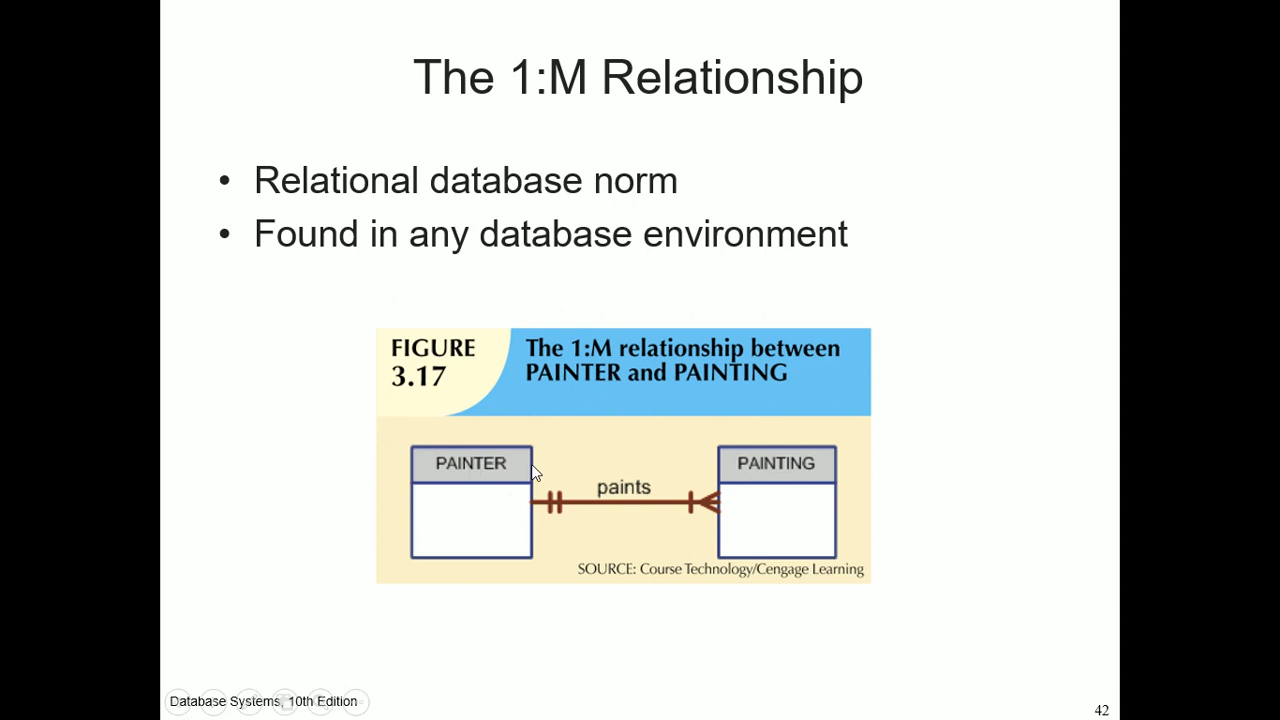 The 1:M Relationship
• Relational database norm
• Found in any database environment
FIGURE
3.17
The 1:M relationship between
PAINTER and PAINTING
PAINTER
paints
PAINTING
SOURCE: Course Technology/Cengage Learning
Database Systems, 10th Edition
42